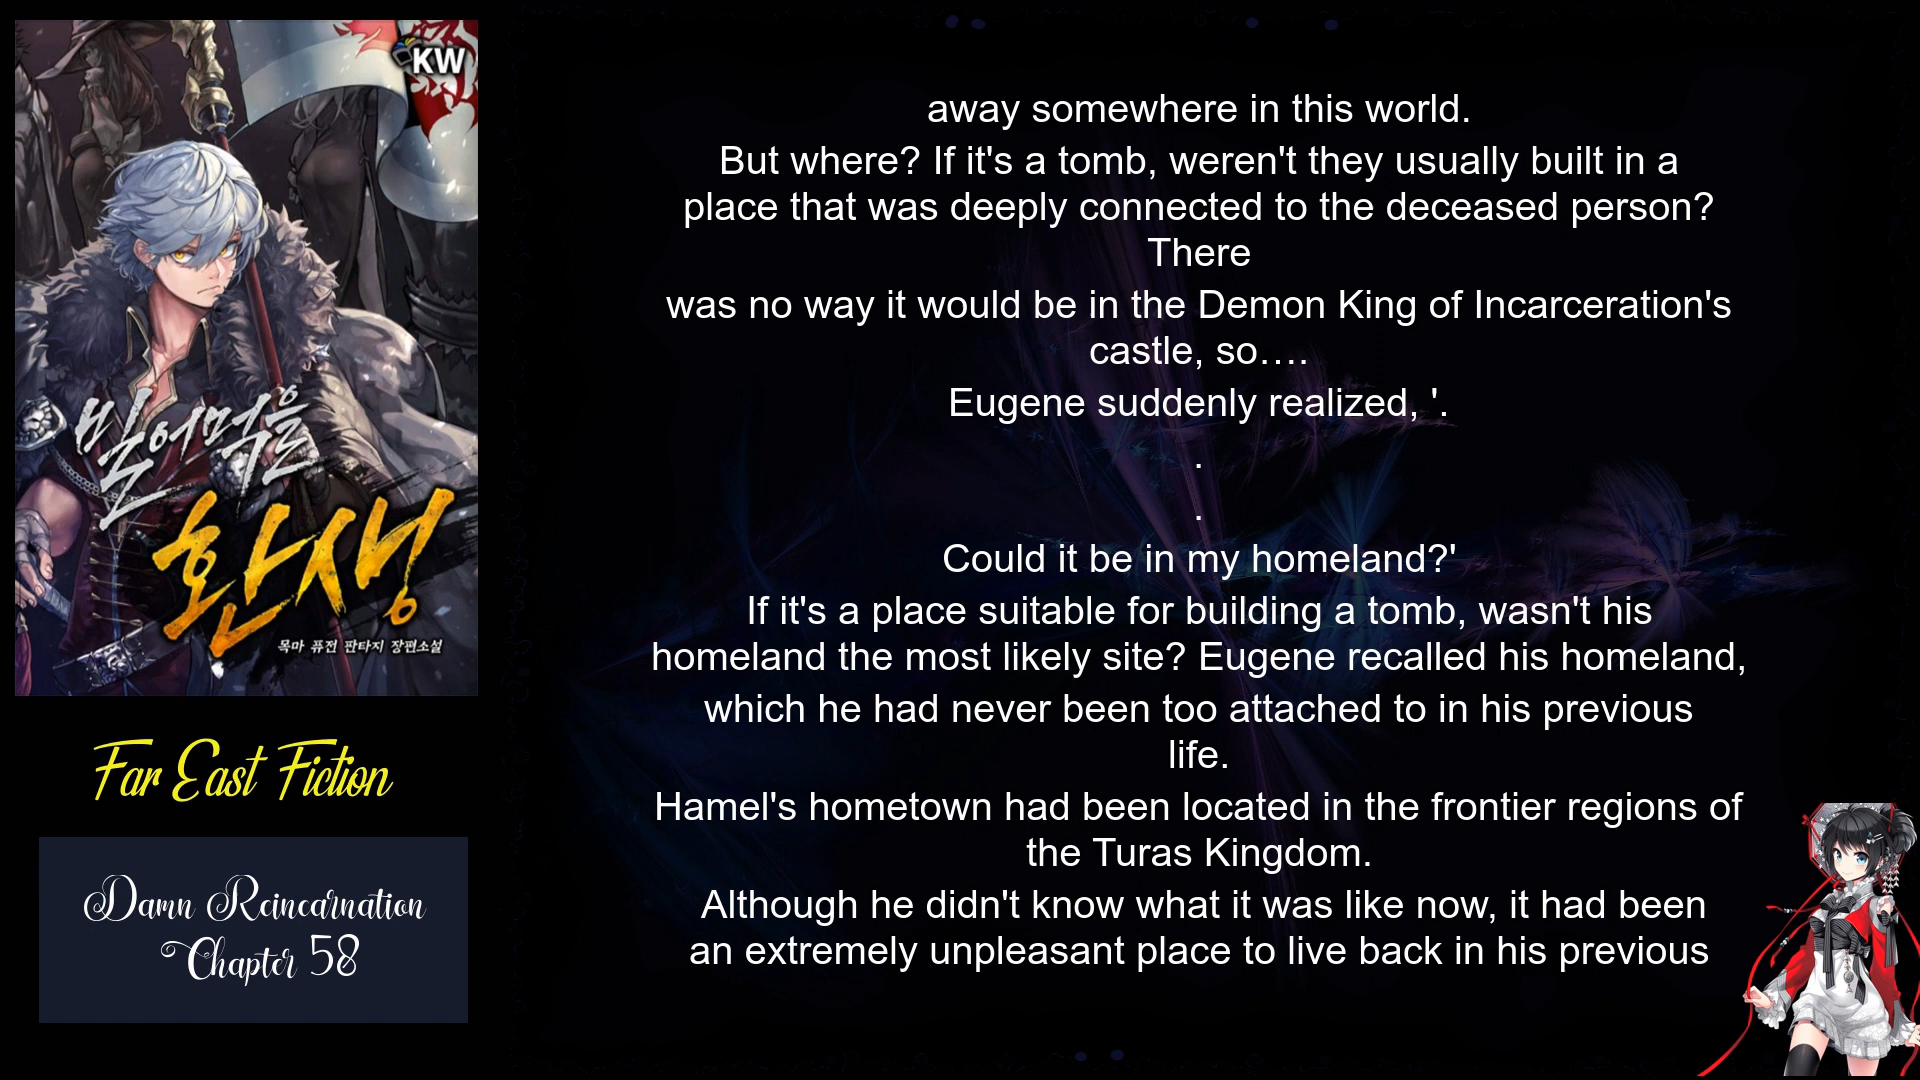 KW
빌어먹을
환생
목마 퓨전 판타지 장편소설
Far East Fiction
Damn Reincarnation
Chapter 58
away somewhere in this world.
But where? If it's a tomb, weren't they usually built in a
place that was deeply connected to the deceased person?
There
was no way it would be in the Demon King of Incarceration's
castle, so….
Eugene suddenly realized, '.
.
.
Could it be in my homeland?'
If it's a place suitable for building a tomb, wasn't his
homeland the most likely site? Eugene recalled his homeland,
which he had never been too attached to in his previous
life.
Hamel's hometown had been located in the frontier regions of
the Turas Kingdom.
Although he didn't know what it was like now, it had been
an extremely unpleasant place to live back in his previous